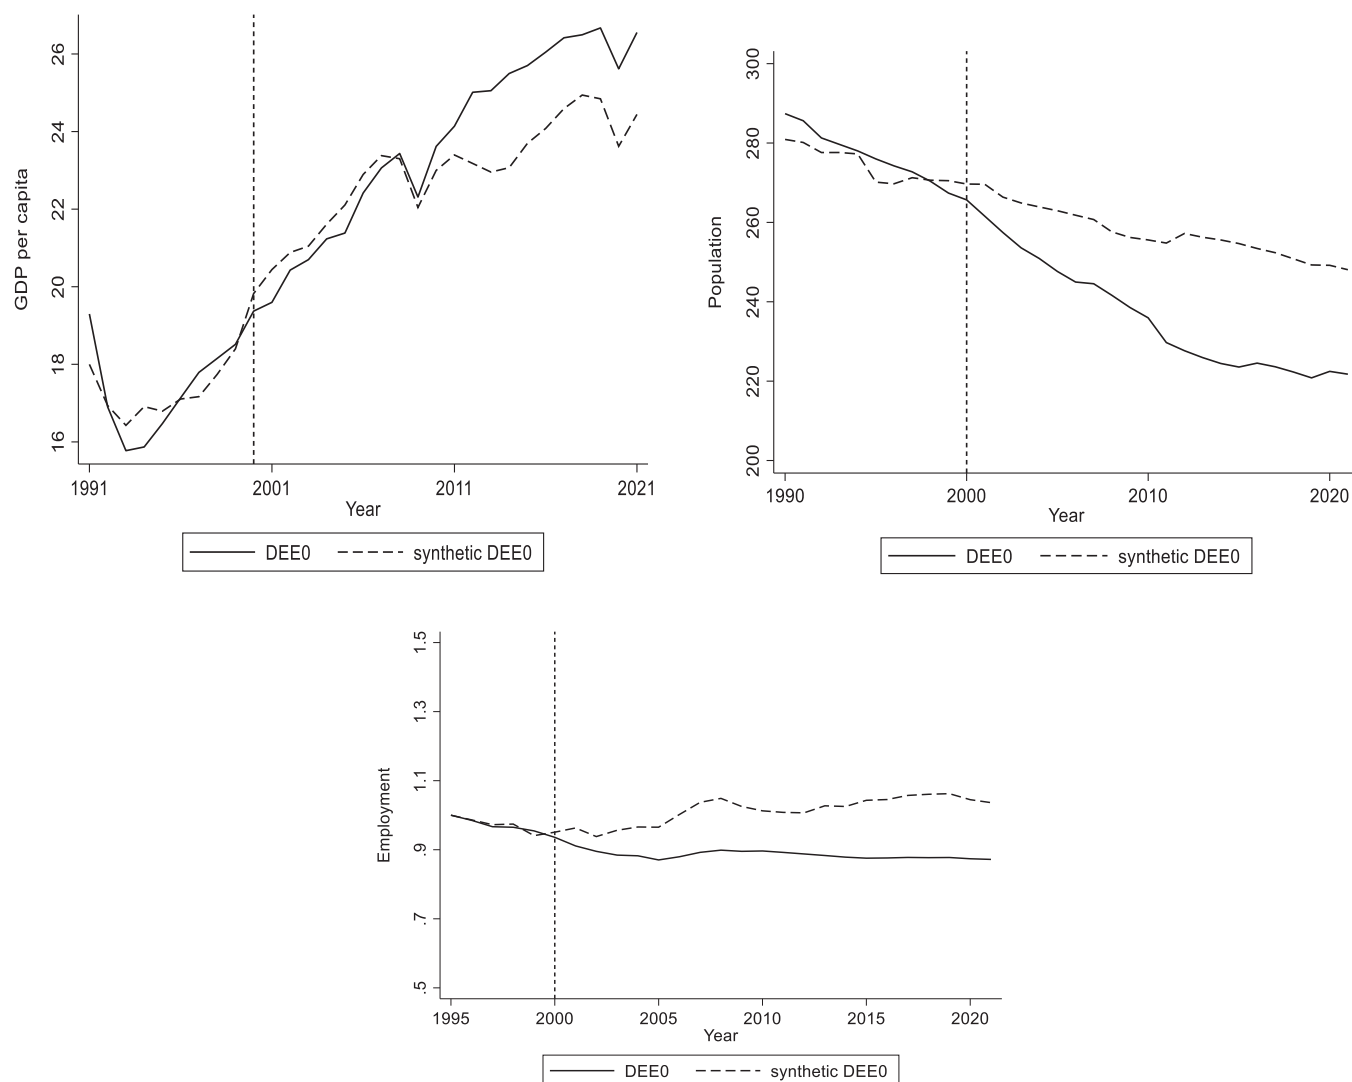 GDP per capita
26
24
22
20
18
16
1991
2001
2011
2021
Year
DEE0
synthetic DEE0
Population
300
280
260
240
220
200
1990
2000
2010
2020
Year
DEE0
synthetic DEE0
Employment
1.5
1.3
1.1
.9
.7
.5
1995
2000
2005
2010
2015
2020
Year
DEE0
synthetic DEE0